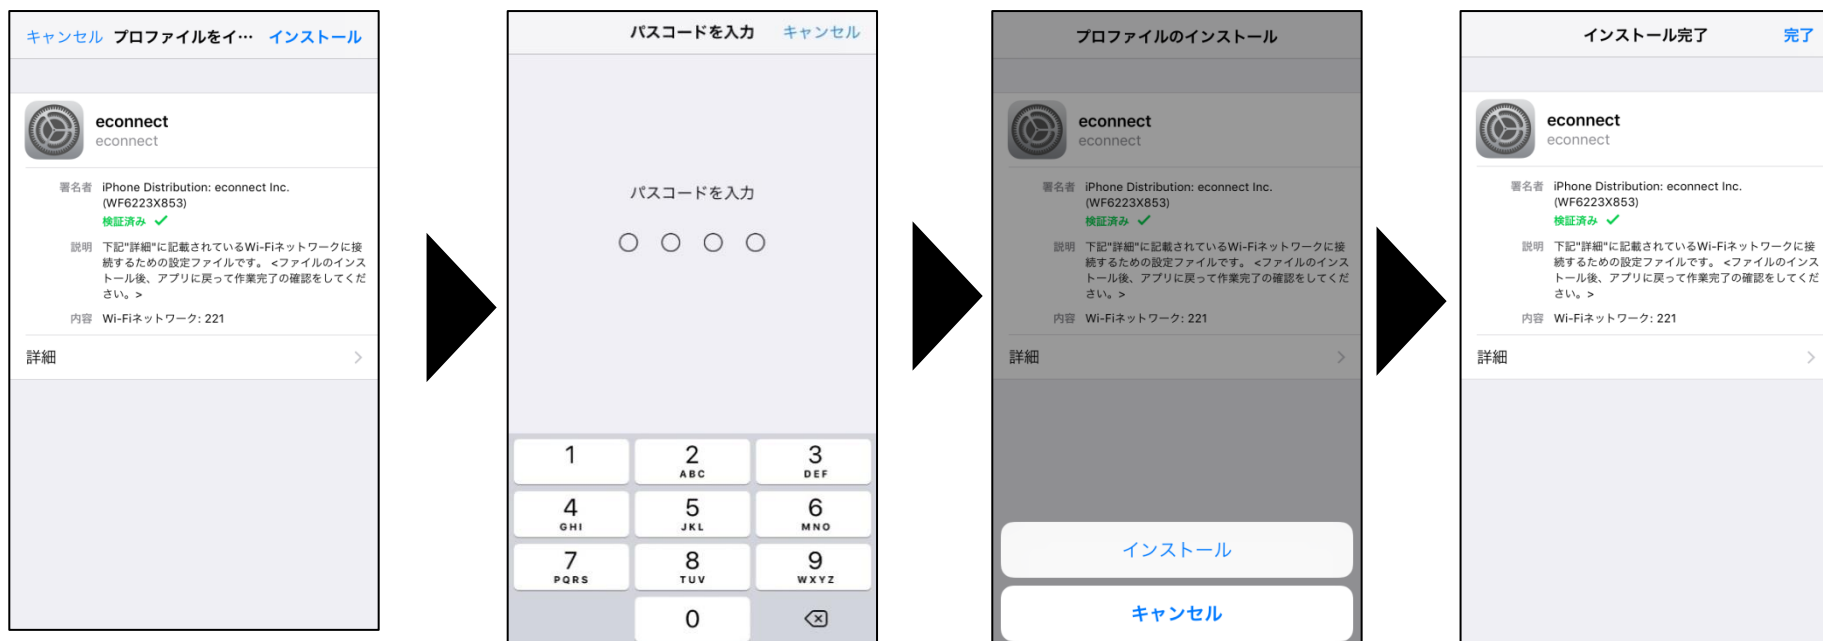 キャンセル プロファイルをイ… インストール
econnect
econnect
署名者 iPhone Distribution: econnect Inc.
(WF6223X853)
検証済み
説明 下記"詳細"に記載されているWi-Fiネットワークに接
続するための設定ファイルです。 <ファイルのインス
トール後、アプリに戻って作業完了の確認をしてくだ
さい。>
内容 Wi-Fiネットワーク: 221
詳細
パスコードを入力 キャンセル
パスコードを入力
1 2 3
ABC DEF
4 5 6
GHI JKL MNO
7 8 9
PQRS TUV WXYZ
0
プロファイルのインストール
econnect
econnect
署名者 iPhone Distribution: econnect Inc.
(WF6223X853)
検証済み
説明 下記"詳細"に記載されているWi-Fiネットワークに接
続するための設定ファイルです。 <ファイルのインス
トール後、アプリに戻って作業完了の確認をしてくだ
さい。>
内容 Wi-Fiネットワーク: 221
詳細
インストール
キャンセル
インストール完了 完了
econnect
econnect
署名者 iPhone Distribution: econnect Inc.
(WF6223X853)
検証済み
説明 下記"詳細"に記載されているWi-Fiネットワークに接
続するための設定ファイルです。 <ファイルのインス
トール後、アプリに戻って作業完了の確認をしてくだ
さい。>
内容 Wi-Fiネットワーク: 221
詳細